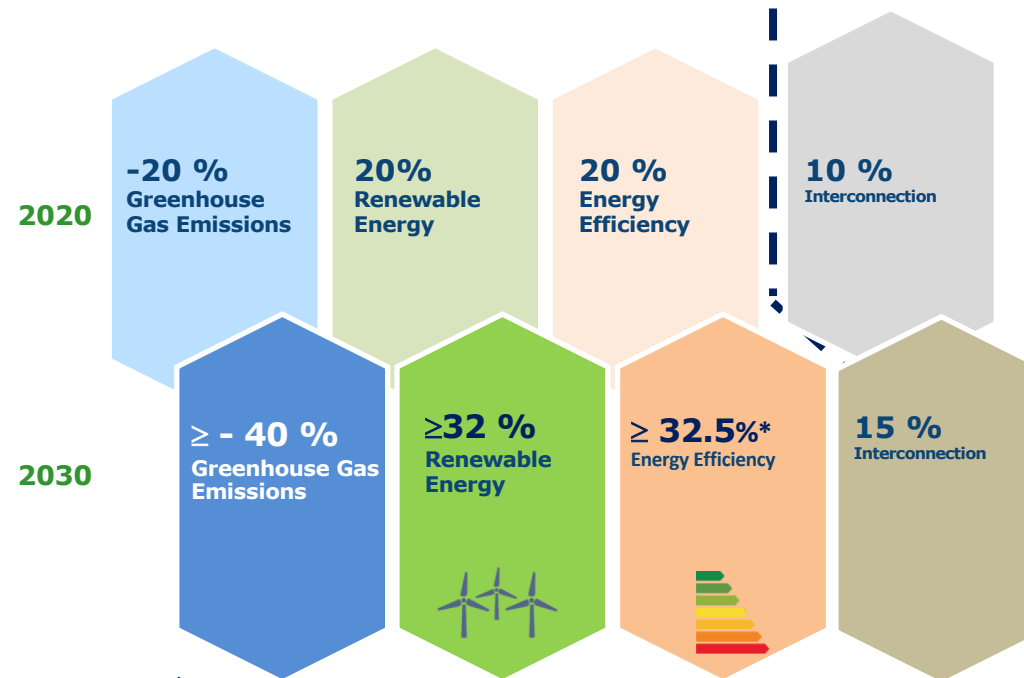 2020
-20 %
Greenhouse
Gas Emissions
20%
Renewable
Energy
20 %
Energy
Efficiency
10 %
Interconnection
2030
≥ - 40 %
Greenhouse Gas
Emissions
≥32 %
Renewable
Energy
≥ 32.5%*
Energy Efficiency
15 %
Interconnection